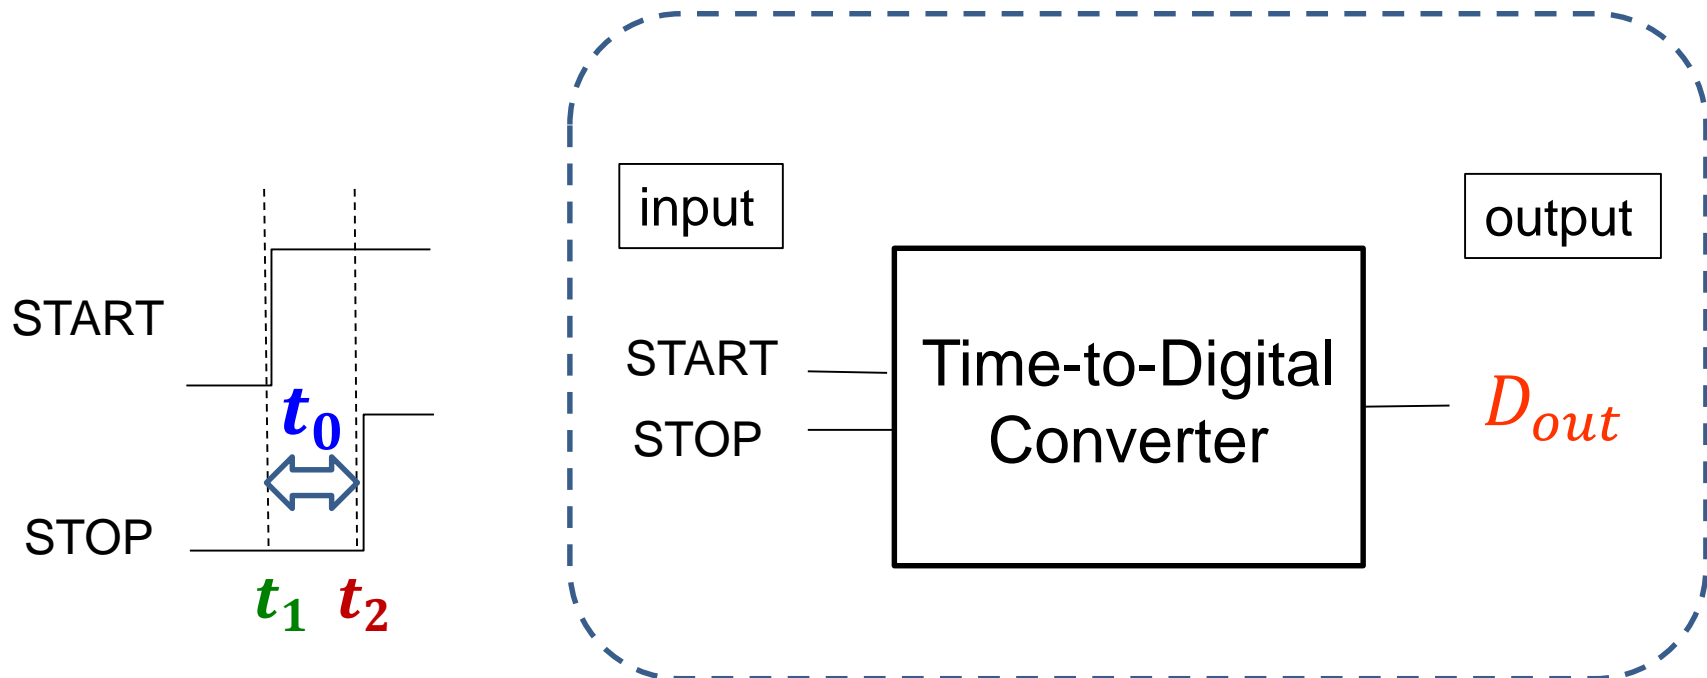 START
t₀
STOP
t₁ t₂
input
START
STOP
Time-to-Digital
Converter
output
Dₒᵤₜ